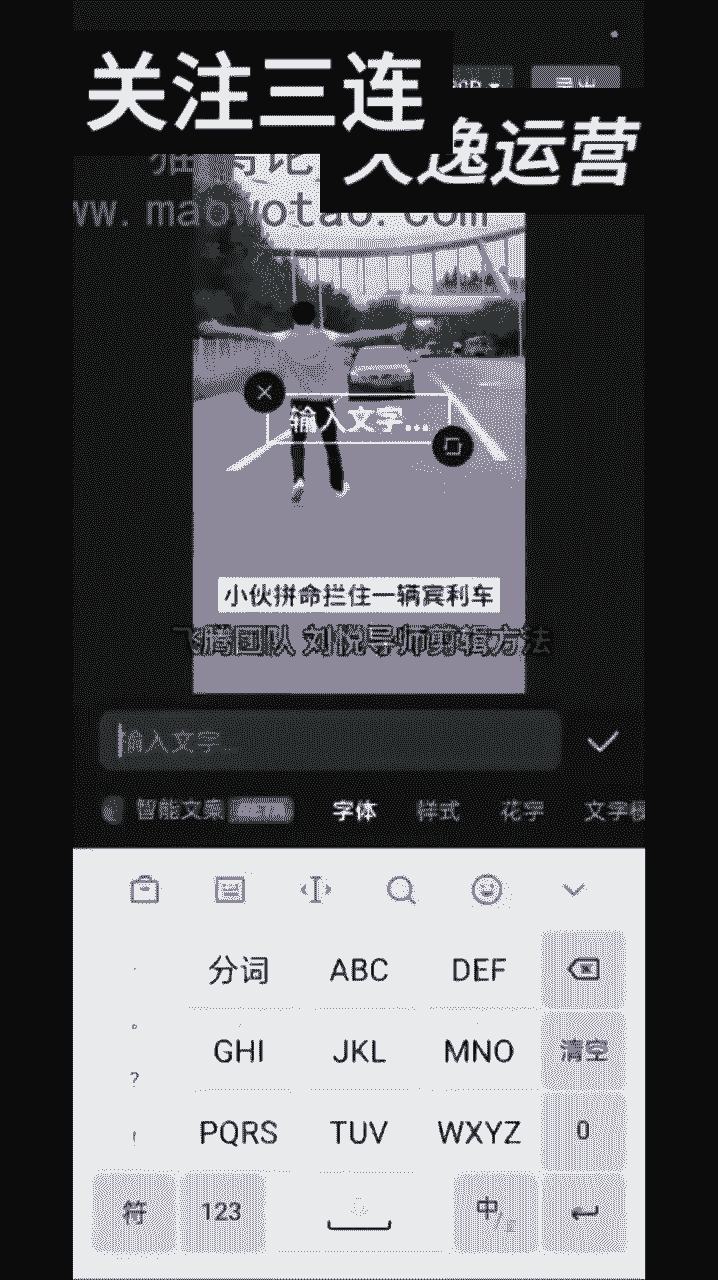 关注三连
导出
逸运营
www.maowotao.com
输入文字...
小伙拼命拦住一辆宾利车
飞腾团队 刘悦导师剪辑方法
输入文字...
智能文案
字体
样式
花字
文字模
分词
ABC
DEF
。
GHI
JKL
MNO
清空
?
PQRS
TUV
WXYZ
0
!
符
123
中/英